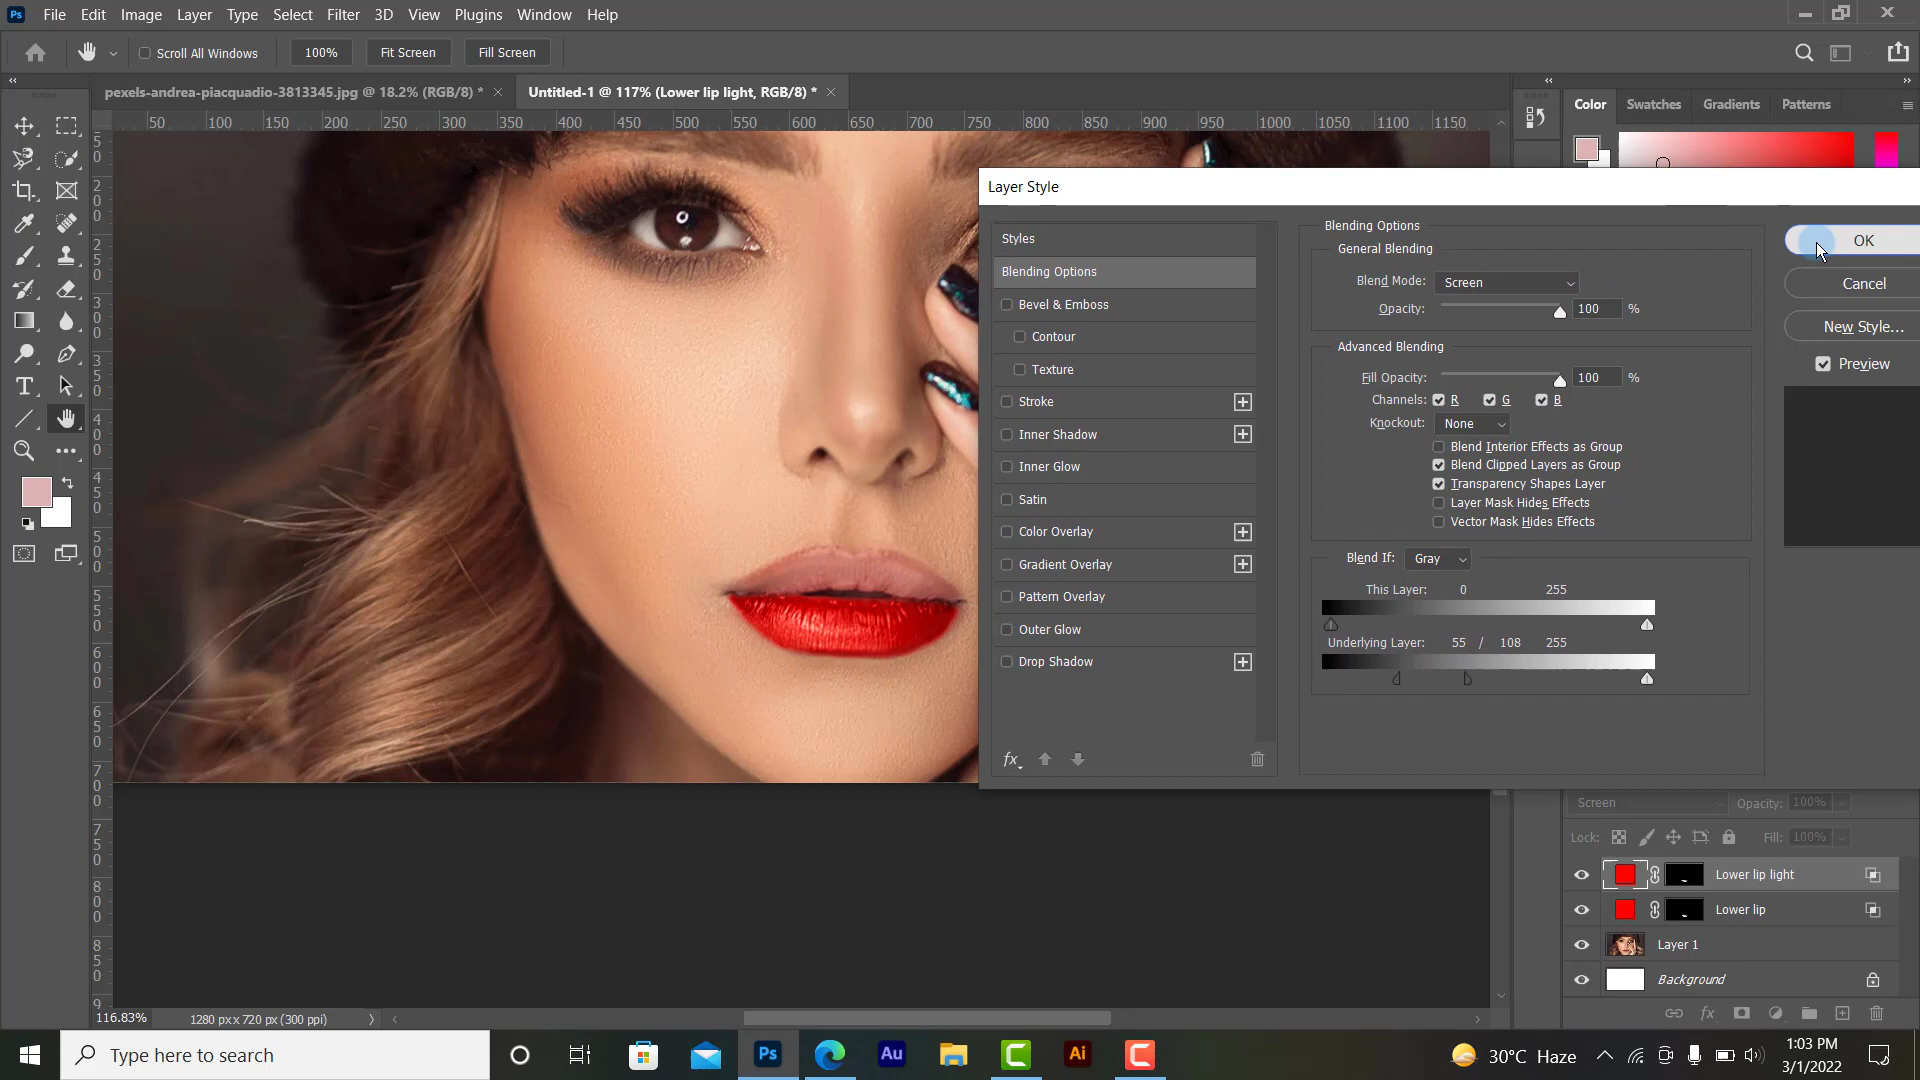 Ps File Edit Image Layer Type Select Filter 3D View Plugins Window Help
Scroll All Windows 100% Fit Screen Fill Screen
pexels-andrea-piacquadio-3813345.jpg @ 18.2% (RGB/8) * × Untitled-1 @ 117% (Lower lip light, RGB/8) * ×
Color Swatches Gradients Patterns
50 100 150 200 250 300 350 400 450 500 550 600 650 700 750 800 850 900 950 1000 1050 1100 1150
Layer Style
Styles
Blending Options
Bevel & Emboss
Contour
Texture
Stroke
Inner Shadow
Inner Glow
Satin
Color Overlay
Gradient Overlay
Pattern Overlay
Outer Glow
Drop Shadow
fx
Blending Options
General Blending
Blend Mode: Screen
Opacity: 100 %
Advanced Blending
Fill Opacity: 100 %
Channels: R G B
Knockout: None
Blend Interior Effects as Group
Blend Clipped Layers as Group
Transparency Shapes Layer
Layer Mask Hides Effects
Vector Mask Hides Effects
Blend If: Gray
This Layer: 0 255
Underlying Layer: 55 / 108 255
OK
Cancel
New Style...
Preview
Screen Opacity: 100%
Lock: Fill: 100%
Lower lip light
Lower lip
Layer 1
Background
fx
116.83% 1280 px x 720 px (300 ppi)
Type here to search
Ps Au Ai
30°C Haze
1:03 PM
3/1/2022